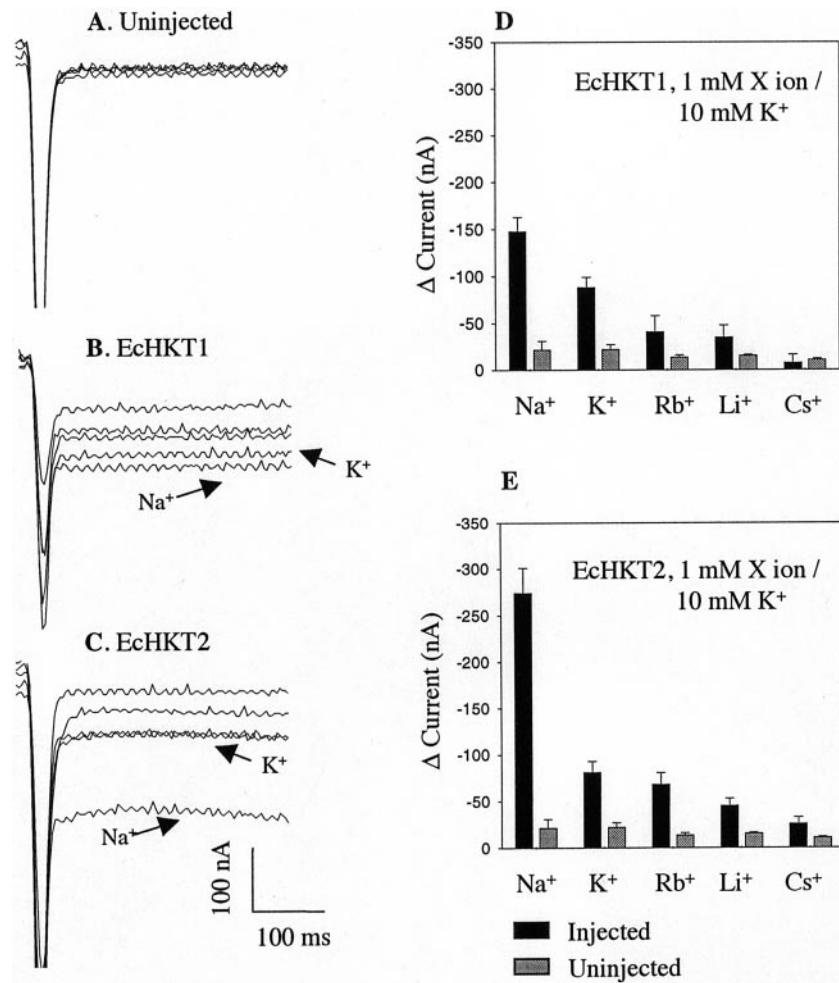 A. Uninjected
B. EcHKT1
K⁺
Na⁺
C. EcHKT2
K⁺
Na⁺
100 nA
100 ms
D
-350
-300
-250
-200
-150
-100
-50
0
Δ Current (nA)
EcHKT1, 1 mM X ion /
10 mM K⁺
Na⁺ K⁺ Rb⁺ Li⁺ Cs⁺
E
-350
-300
-250
-200
-150
-100
-50
0
Δ Current (nA)
EcHKT2, 1 mM X ion /
10 mM K⁺
Na⁺ K⁺ Rb⁺ Li⁺ Cs⁺
Injected
Uninjected